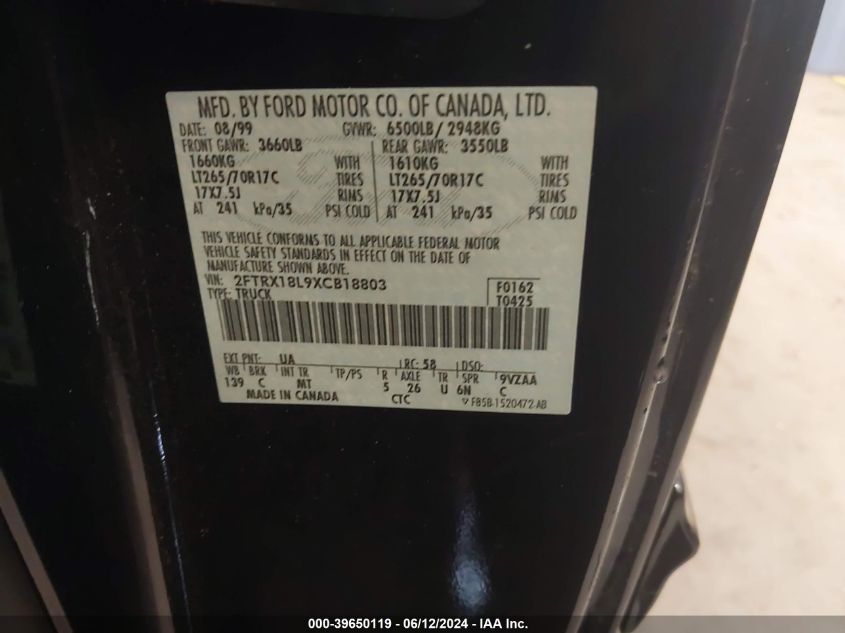 MFD. BY FORD MOTOR CO. OF CANADA, LTD.
DATE: 08/99 GVWR: 6500LB/ 2948KG
FRONT GAWR: 3660LB REAR GAWR: 3550LB
1660KG WITH 1610KG WITH
LT265/70R17C TIRES LT265/70R17C TIRES
17X7.5J RIMS 17X7.5J RIMS
AT 241 kPa/35 PSI COLD AT 241 kPa/35 PSI COLD
THIS VEHICLE CONFORMS TO ALL APPLICABLE FEDERAL MOTOR
VEHICLE SAFETY STANDARDS IN EFFECT ON THE DATE OF
MANUFACTURE SHOWN ABOVE.
VIN: 2FTRX18L9XCB18803 F0162
TYPE: TRUCK T0425
EXT PNT: UA RC: 58 DSO:
WB BRK INT TR TP/PS R AXLE TR SPR 9VZAA
139 C MT 5 26 U 6N C
MADE IN CANADA CTC F85B-1520472-AB
000-39650119 - 06/12/2024 - IAA Inc.